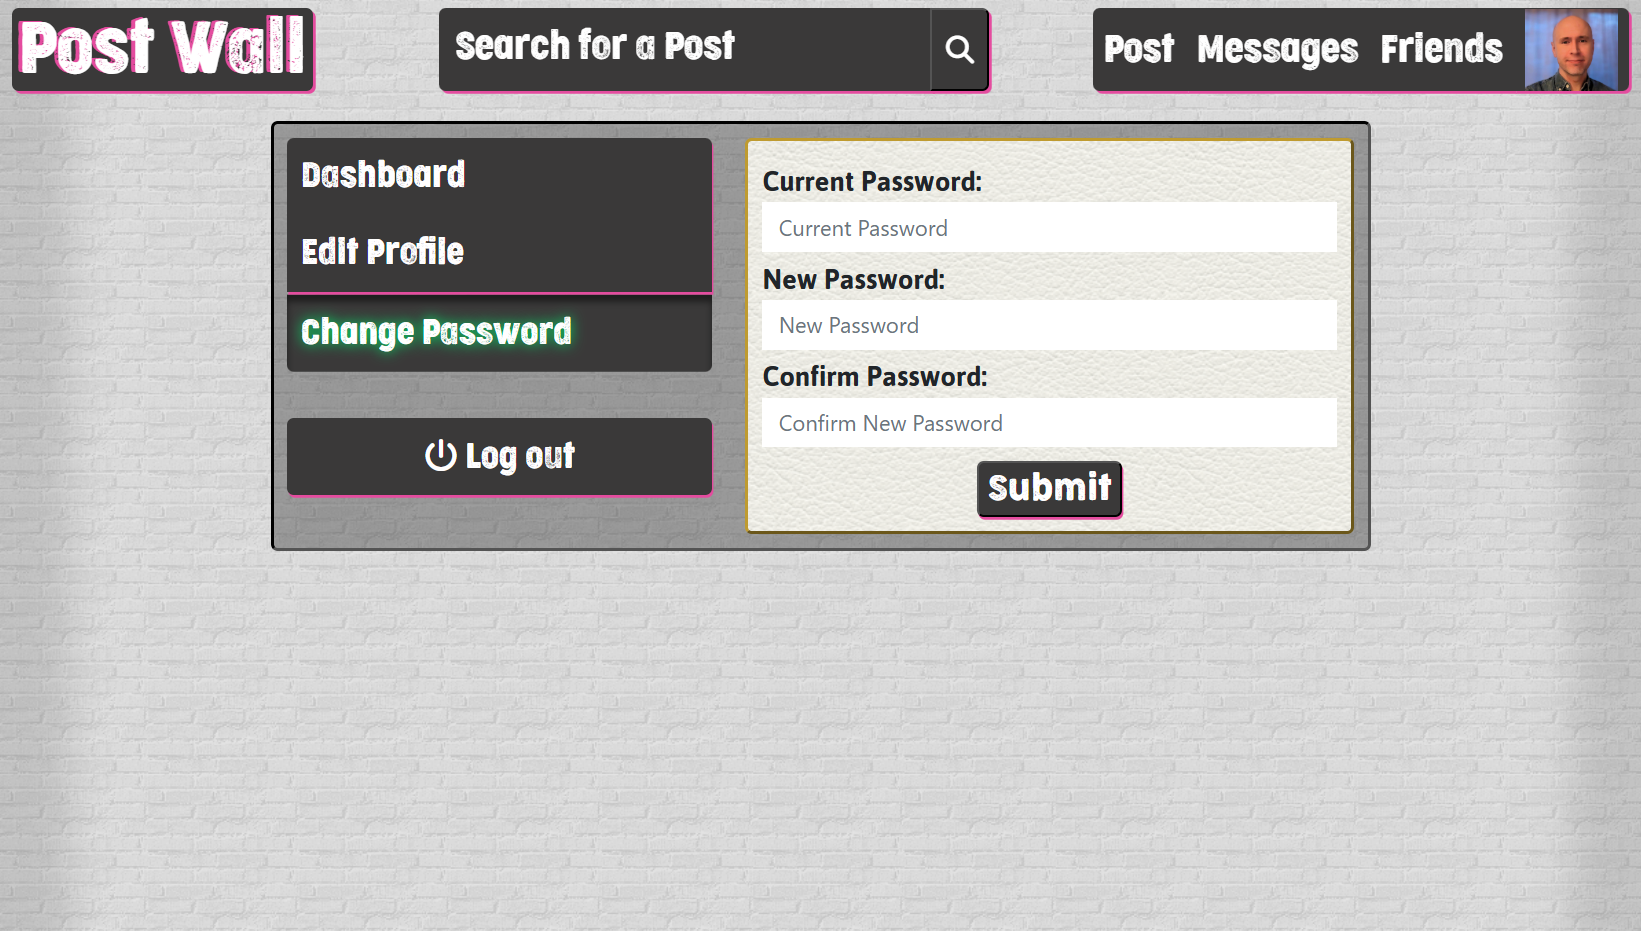 Post Wall
Search for a Post
Post Messages Friends
Dashboard
Edit Profile
Change Password
Log out
Current Password:
Current Password
New Password:
New Password
Confirm Password:
Confirm New Password
Submit